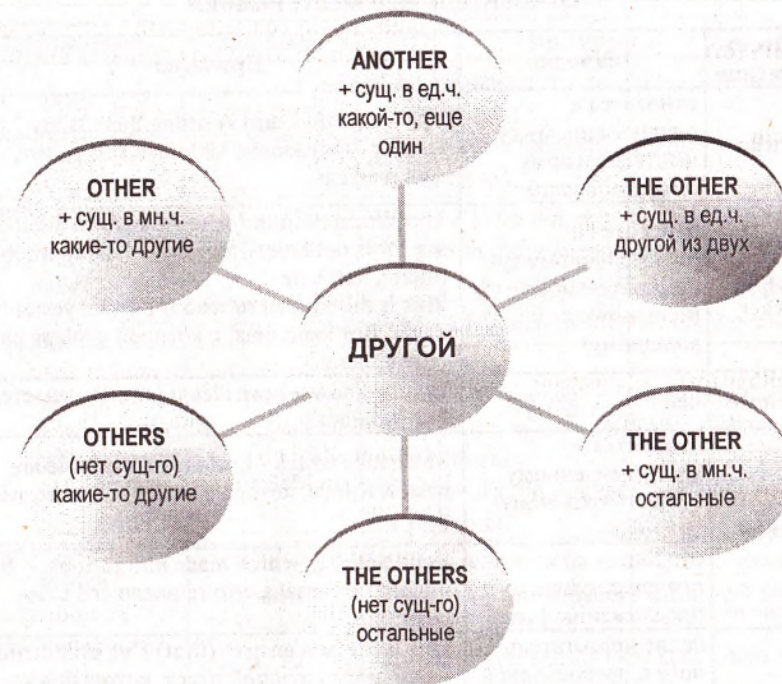 ANOTHER
+ сущ. в ед.ч.
какой-то, еще
один
OTHER
+ сущ. в мн.ч.
какие-то другие
THE OTHER
+ сущ. в ед.ч.
другой из двух
ДРУГОЙ
OTHERS
(нет сущ-го)
какие-то другие
THE OTHER
+ сущ. в мн.ч.
остальные
THE OTHERS
(нет сущ-го)
остальные